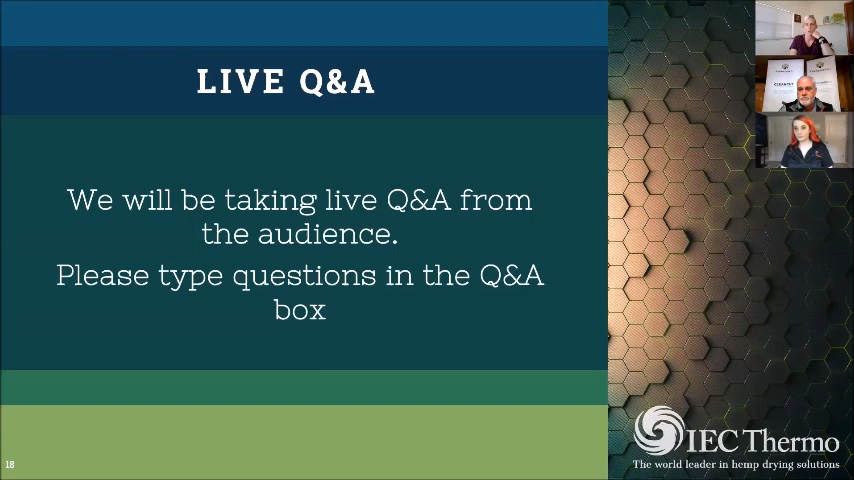 LIVE Q&A
We will be taking live Q&A from
the audience.
Please type questions in the Q&A
box
18
IEC Thermo
The world leader in hemp drying solutions